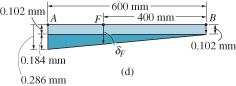 600 mm
0.102 mm
A
F
400 mm
B
δF
0.102 mm
0.184 mm
(d)
0.286 mm